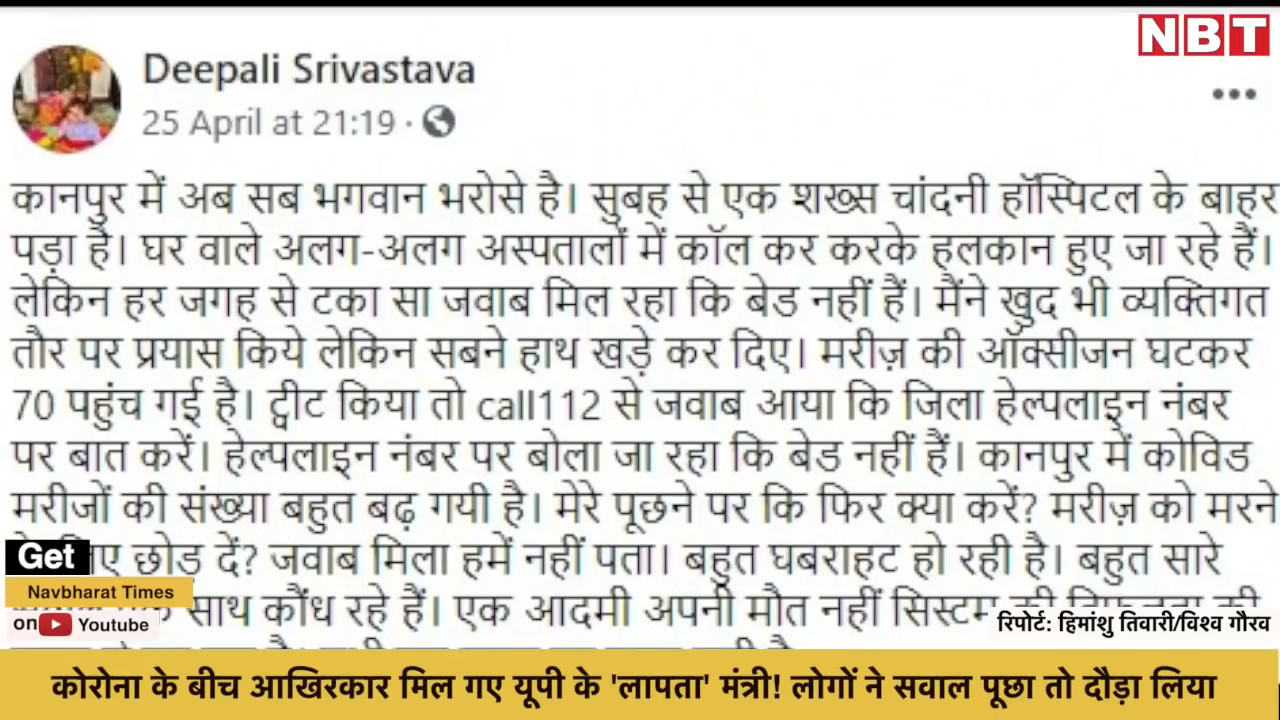 NBT
Deepali Srivastava
25 April at 21:19 ·
कानपुर में अब सब भगवान भरोसे है। सुबह से एक शख्स चांदनी हॉस्पिटल के बाहर
पड़ा है। घर वाले अलग-अलग अस्पतालों में कॉल कर करके हलकान हुए जा रहे हैं।
लेकिन हर जगह से टका सा जवाब मिल रहा कि बेड नहीं हैं। मैंने खुद भी व्यक्तिगत
तौर पर प्रयास किये लेकिन सबने हाथ खड़े कर दिए। मरीज़ की ऑक्सीजन घटकर
70 पहुंच गई है। ट्वीट किया तो call112 से जवाब आया कि जिला हेल्पलाइन नंबर
पर बात करें। हेल्पलाइन नंबर पर बोला जा रहा कि बेड नहीं हैं। कानपुर में कोविड
मरीजों की संख्या बहुत बढ़ गयी है। मेरे पूछने पर कि फिर क्या करें? मरीज़ को मरने
छोड़ दें? जवाब मिला हमें नहीं पता। बहुत घबराहट हो रही है। बहुत सारे
साथ कौंध रहे हैं। एक आदमी अपनी मौत नहीं सिस्टम की
Get
Navbharat Times
on Youtube
रिपोर्ट: हिमांशु तिवारी/विश्व गौरव
कोरोना के बीच आखिरकार मिल गए यूपी के 'लापता' मंत्री! लोगों ने सवाल पूछा तो दौड़ा लिया